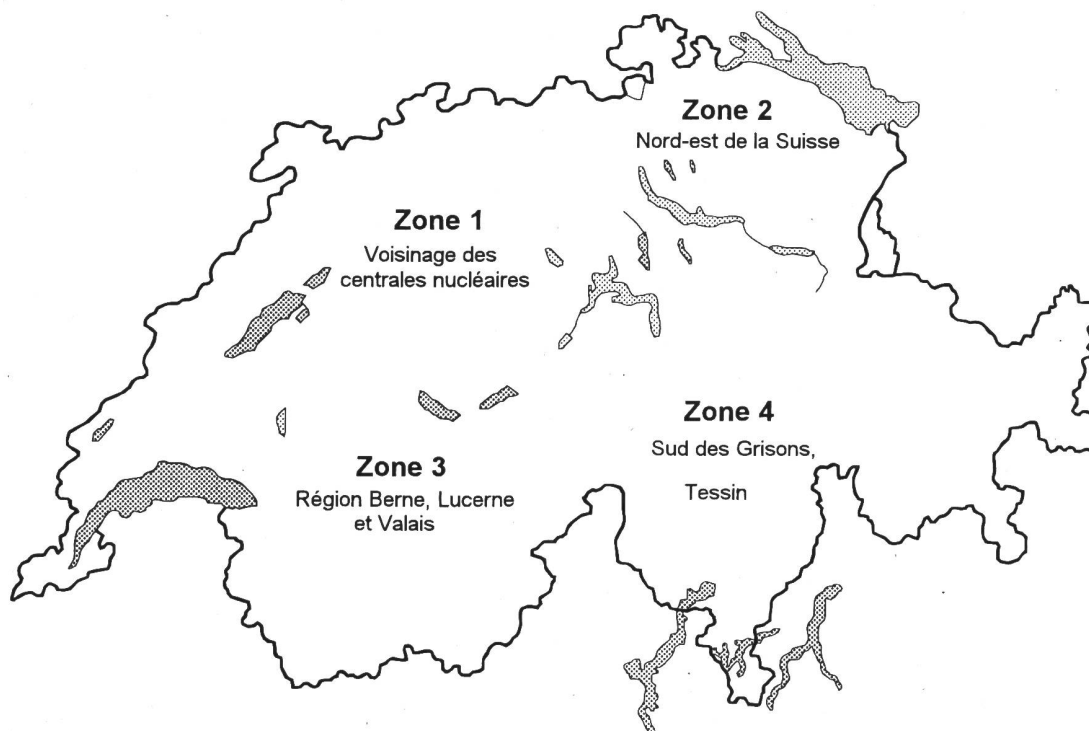 Zone 2
Nord-est de la Suisse
Zone 1
Voisinage des
centrales nucléaires
Zone 4
Sud des Grisons,
Tessin
Zone 3
Région Berne, Lucerne
et Valais